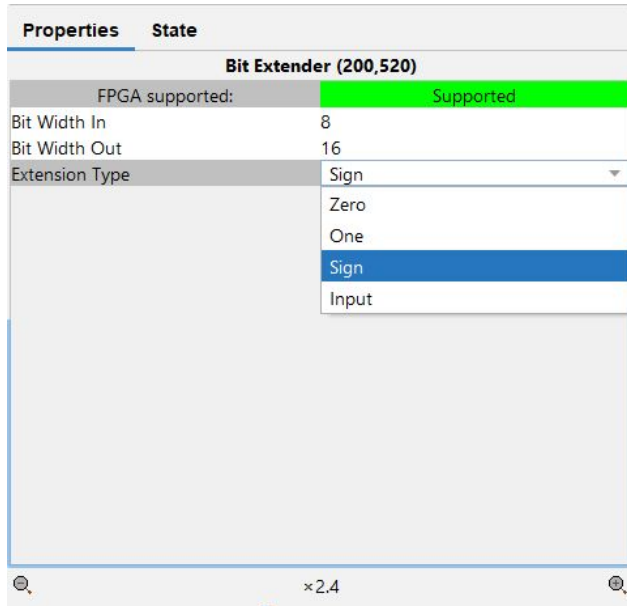 Properties State
Bit Extender (200,520)
FPGA supported: Supported
Bit Width In 8
Bit Width Out 16
Extension Type Sign
Zero
One
Sign
Input
×2.4